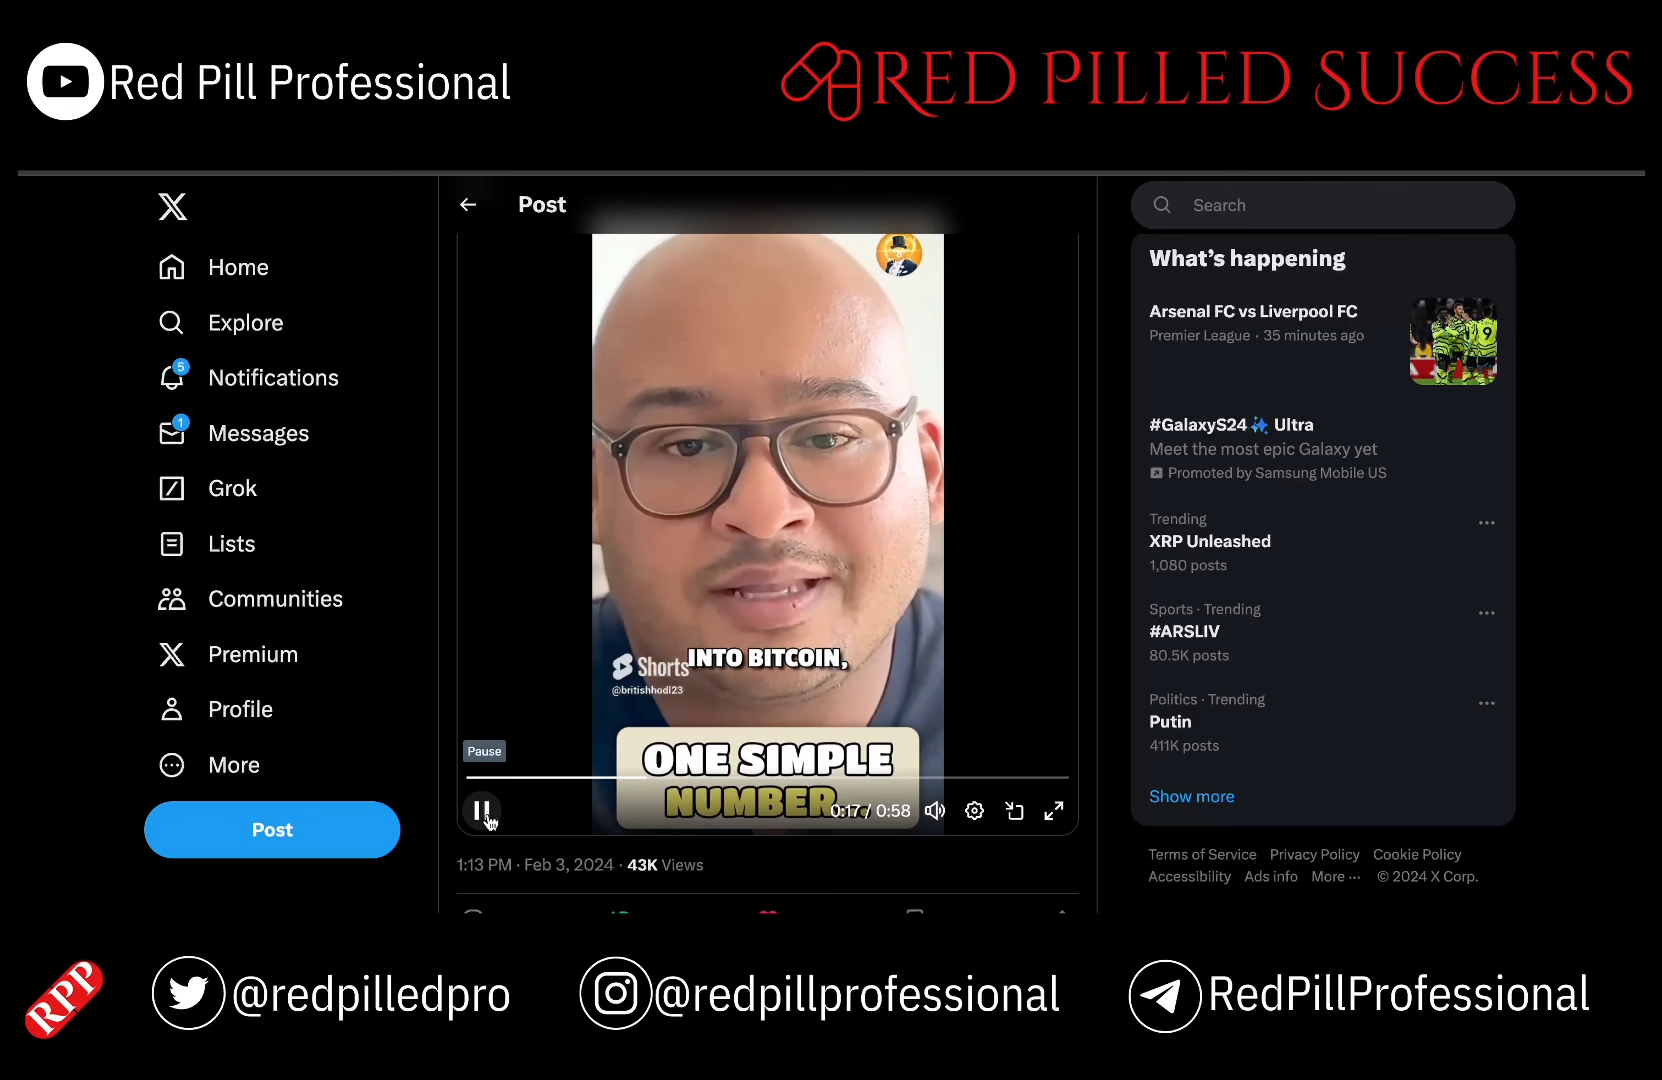 Red Pill Professional
RED PILLED SUCCESS
Home
Explore
5
Notifications
1
Messages
Grok
Lists
Communities
Premium
Profile
More
Post
Post
INTO BITCOIN,
Shorts
@britishhodl23
ONE SIMPLE
NUMBER...
Pause
0:17 / 0:58
1:13 PM · Feb 3, 2024 · 43K Views
Search
What's happening
Arsenal FC vs Liverpool FC
Premier League · 35 minutes ago
9
#GalaxyS24 Ultra
Meet the most epic Galaxy yet
Promoted by Samsung Mobile US
Trending
XRP Unleashed
1,080 posts
Sports · Trending
#ARSLIV
80.5K posts
Politics · Trending
Putin
411K posts
Show more
Terms of Service Privacy Policy Cookie Policy
Accessibility Ads info More ··· © 2024 X Corp.
RPP
@redpilledpro
@redpillprofessional
RedPillProfessional